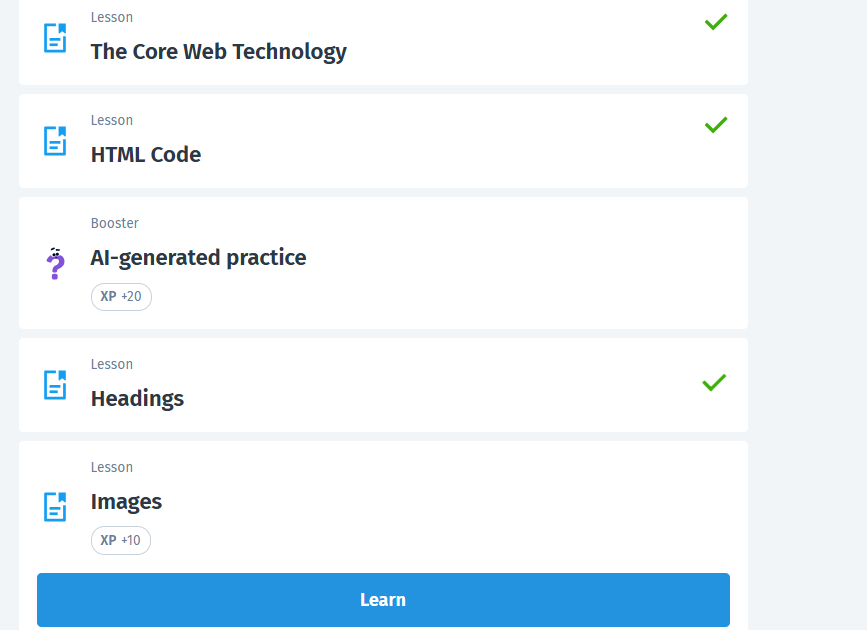 Lesson
The Core Web Technology
Lesson
HTML Code
Booster
AI-generated practice
XP +20
Lesson
Headings
Lesson
Images
XP +10
Learn